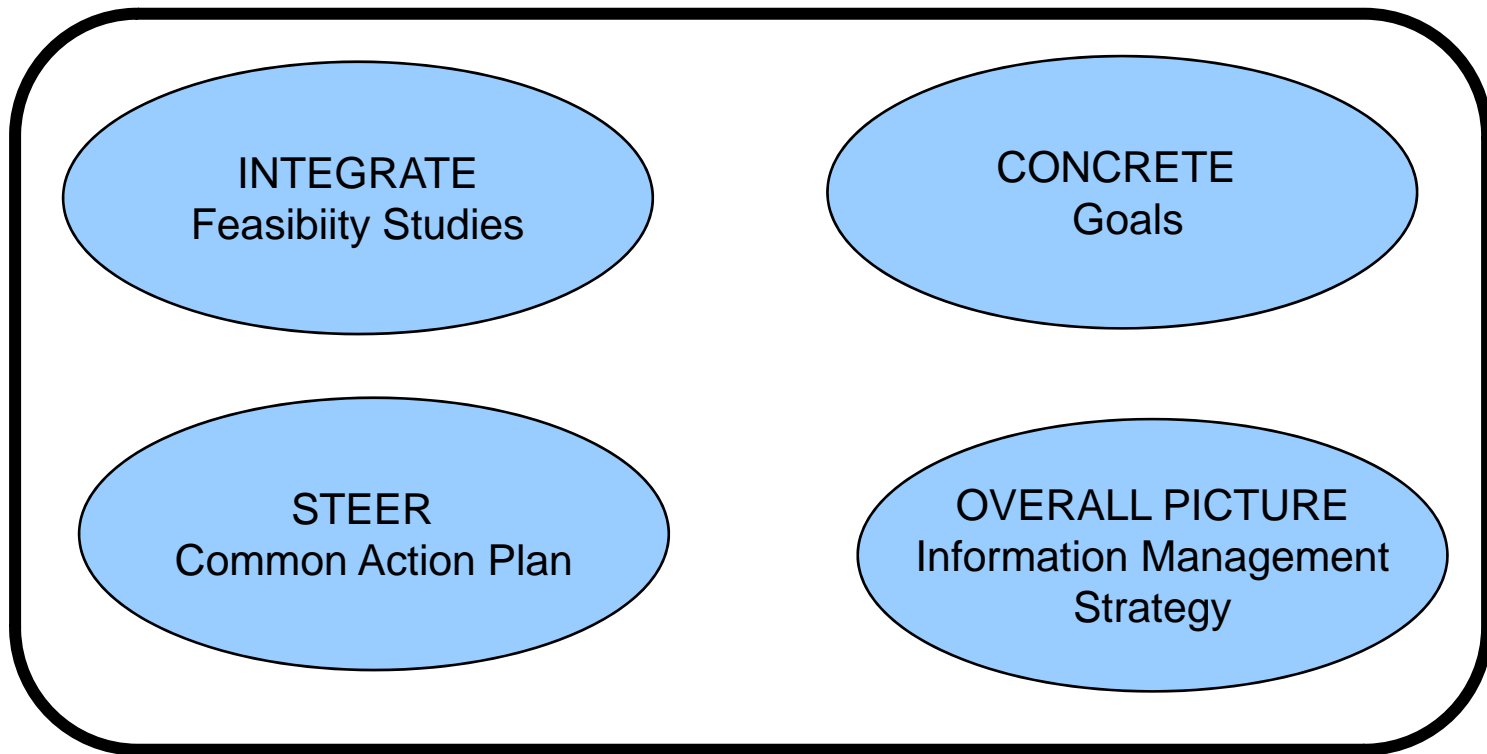 INTEGRATE
Feasibiity Studies
CONCRETE
Goals
STEER
Common Action Plan
OVERALL PICTURE
Information Management
Strategy